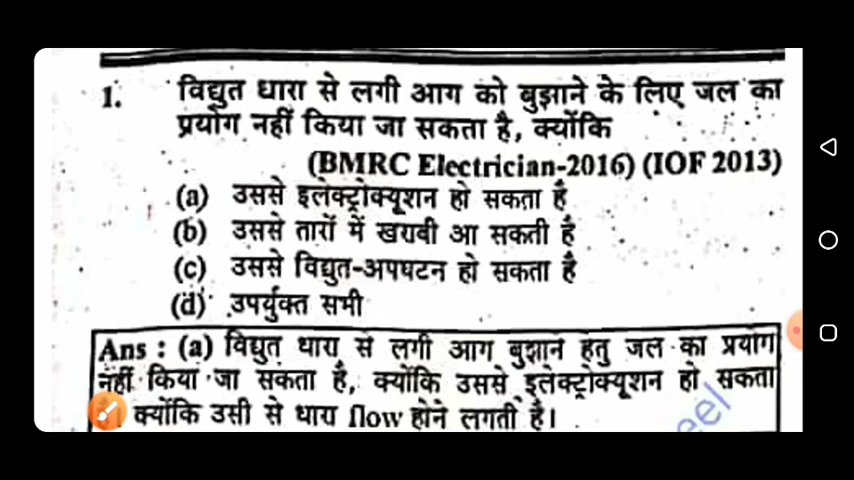 1. विद्युत धारा से लगी आग को बुझाने के लिए जल का
प्रयोग नहीं किया जा सकता है, क्योंकि
(BMRC Electrician-2016) (IOF 2013)
(a) उससे इलेक्ट्रोक्यूशन हो सकता है
(b) उससे तारों में खराबी आ सकती है
(c) उससे विद्युत-अपघटन हो सकता है
(d) उपर्युक्त सभी
Ans : (a) विद्युत धारा से लगी आग बुझाने हेतु जल का प्रयोग
नहीं किया जा सकता है, क्योंकि उससे इलेक्ट्रोक्यूशन हो सकता
क्योंकि उसी से धारा flow होने लगती है।